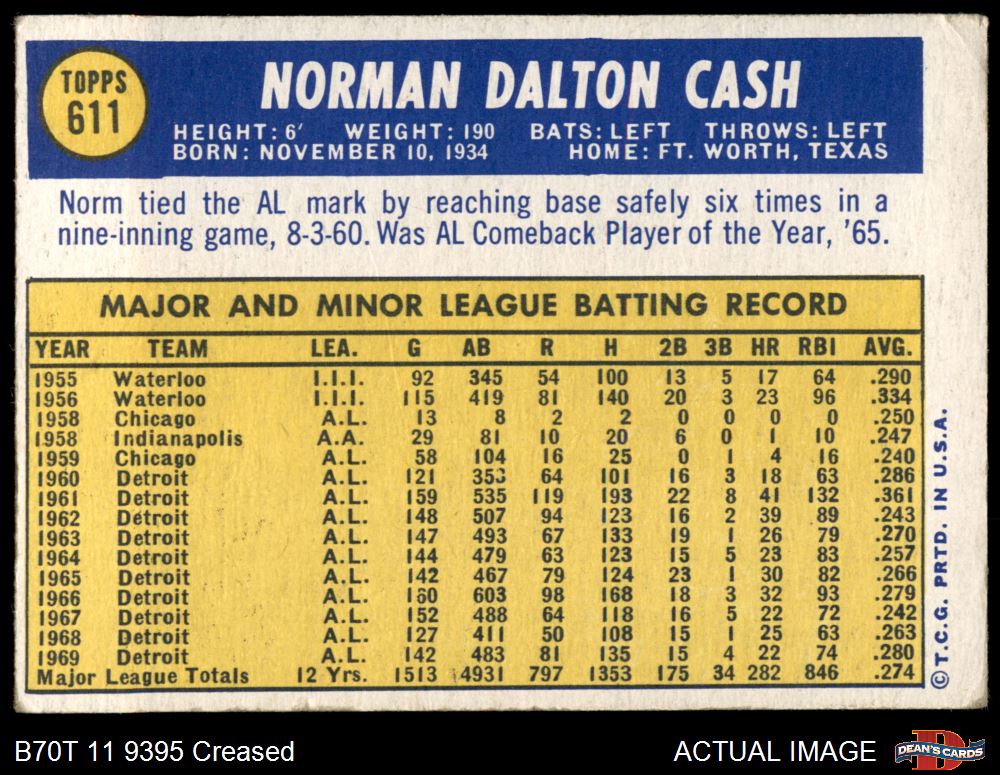 TOPPS
611
NORMAN DALTON CASH
HEIGHT: 6' WEIGHT: 190 BATS: LEFT THROWS: LEFT
BORN: NOVEMBER 10, 1934 HOME: FT. WORTH, TEXAS
Norm tied the AL mark by reaching base safely six times in a
nine-inning game, 8-3-60. Was AL Comeback Player of the Year, '65.
MAJOR AND MINOR LEAGUE BATTING RECORD
YEAR TEAM LEA. G AB R H 2B 3B HR RBI AVG.
1955 Waterloo I.I.I. 92 345 54 100 13 5 17 64 .290
1956 Waterloo I.I.I. 115 419 81 140 20 3 23 96 .334
1958 Chicago A.L. 13 8 2 2 0 0 0 0 .250
1958 Indianapolis A.A. 29 81 10 20 6 0 1 10 .247
1959 Chicago A.L. 58 104 16 25 0 1 4 16 .240
1960 Detroit A.L. 121 353 64 101 16 3 18 63 .286
1961 Detroit A.L. 159 535 119 193 22 8 41 132 .361
1962 Detroit A.L. 148 507 94 123 16 2 39 89 .243
1963 Detroit A.L. 147 493 67 133 19 1 26 79 .270
1964 Detroit A.L. 144 479 63 123 15 5 23 83 .257
1965 Detroit A.L. 142 467 79 124 23 1 30 82 .266
1966 Detroit A.L. 160 603 98 168 18 3 32 93 .279
1967 Detroit A.L. 152 488 64 118 16 5 22 72 .242
1968 Detroit A.L. 127 411 50 108 15 1 25 63 .263
1969 Detroit A.L. 142 483 81 135 15 4 22 74 .280
Major League Totals 12 Yrs. 1513 4931 797 1353 175 34 282 846 .274
© T.C.G. PRTD. IN U.S.A.
B70T 11 9395 Creased
ACTUAL IMAGE
DEAN'S CARDS